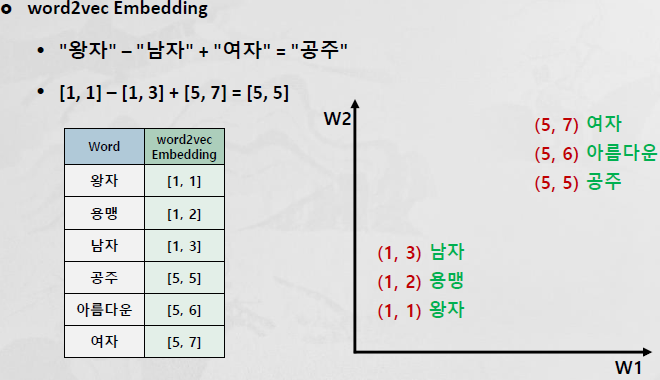 word2vec Embedding
• "왕자" – "남자" + "여자" = "공주"
• [1, 1] – [1, 3] + [5, 7] = [5, 5]
Word word2vec Embedding
왕자 [1, 1]
용맹 [1, 2]
남자 [1, 3]
공주 [5, 5]
아름다운 [5, 6]
여자 [5, 7]
W2
(5, 7) 여자
(5, 6) 아름다운
(5, 5) 공주
(1, 3) 남자
(1, 2) 용맹
(1, 1) 왕자
W1